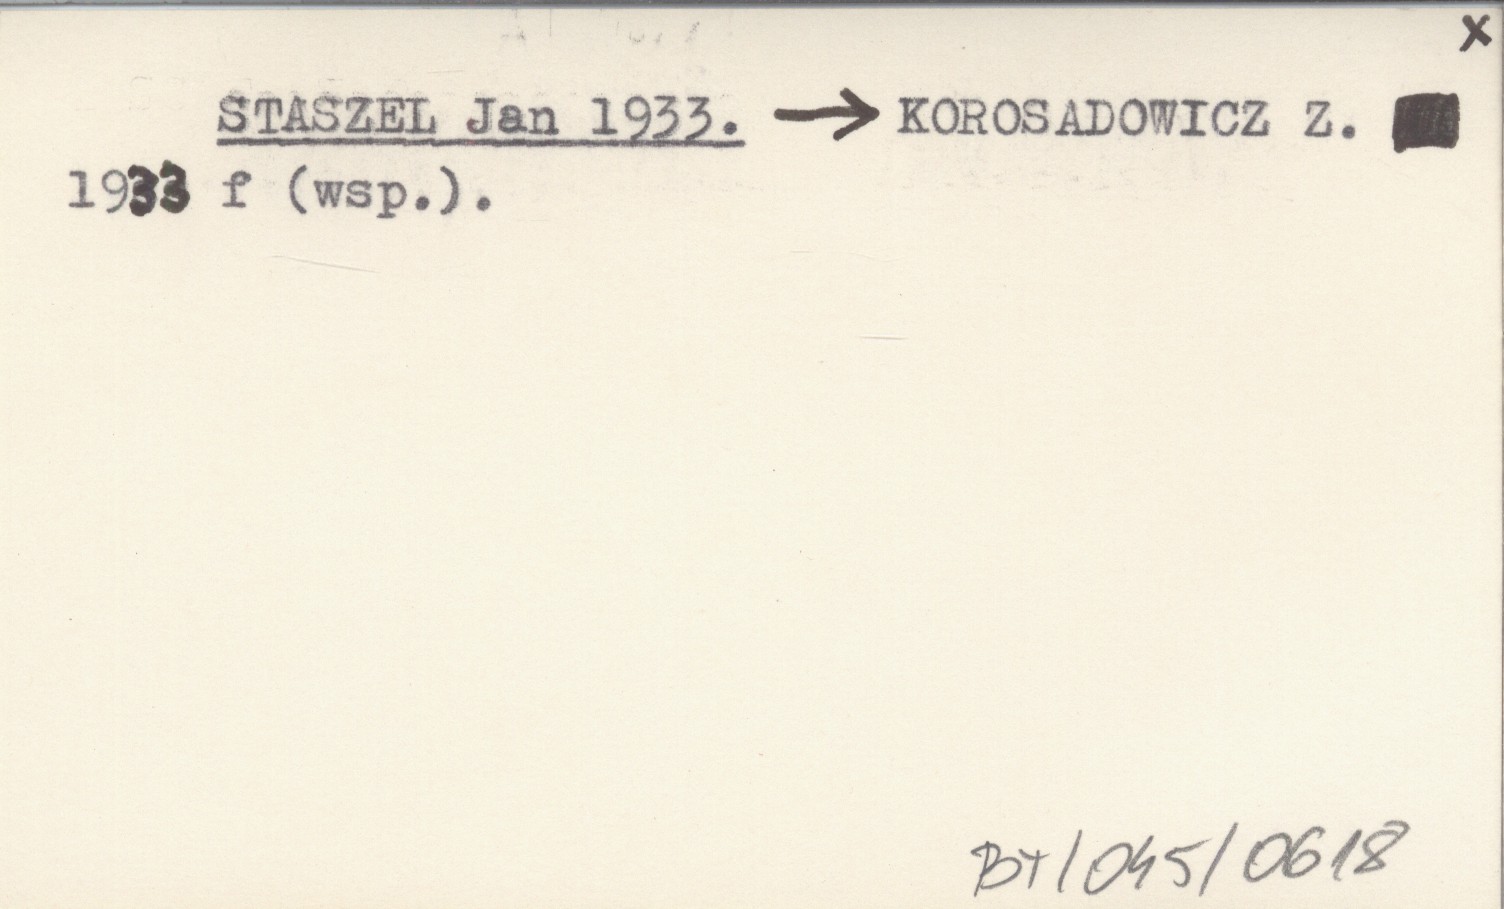 x
STASZEL Jan 1933. → KOROSADOWICZ Z.
1933 f (wsp.).
BT/045/0618